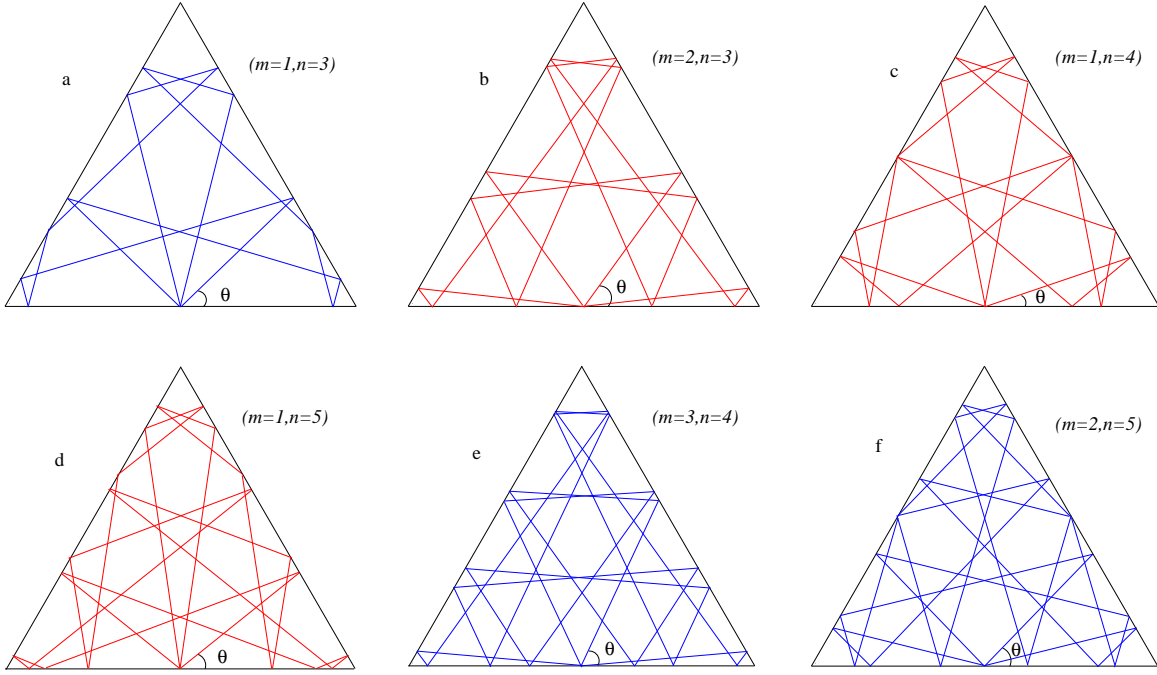 a
(m=1,n=3)
θ
b
(m=2,n=3)
θ
c
(m=1,n=4)
θ
d
(m=1,n=5)
θ
e
(m=3,n=4)
θ
f
(m=2,n=5)
θ